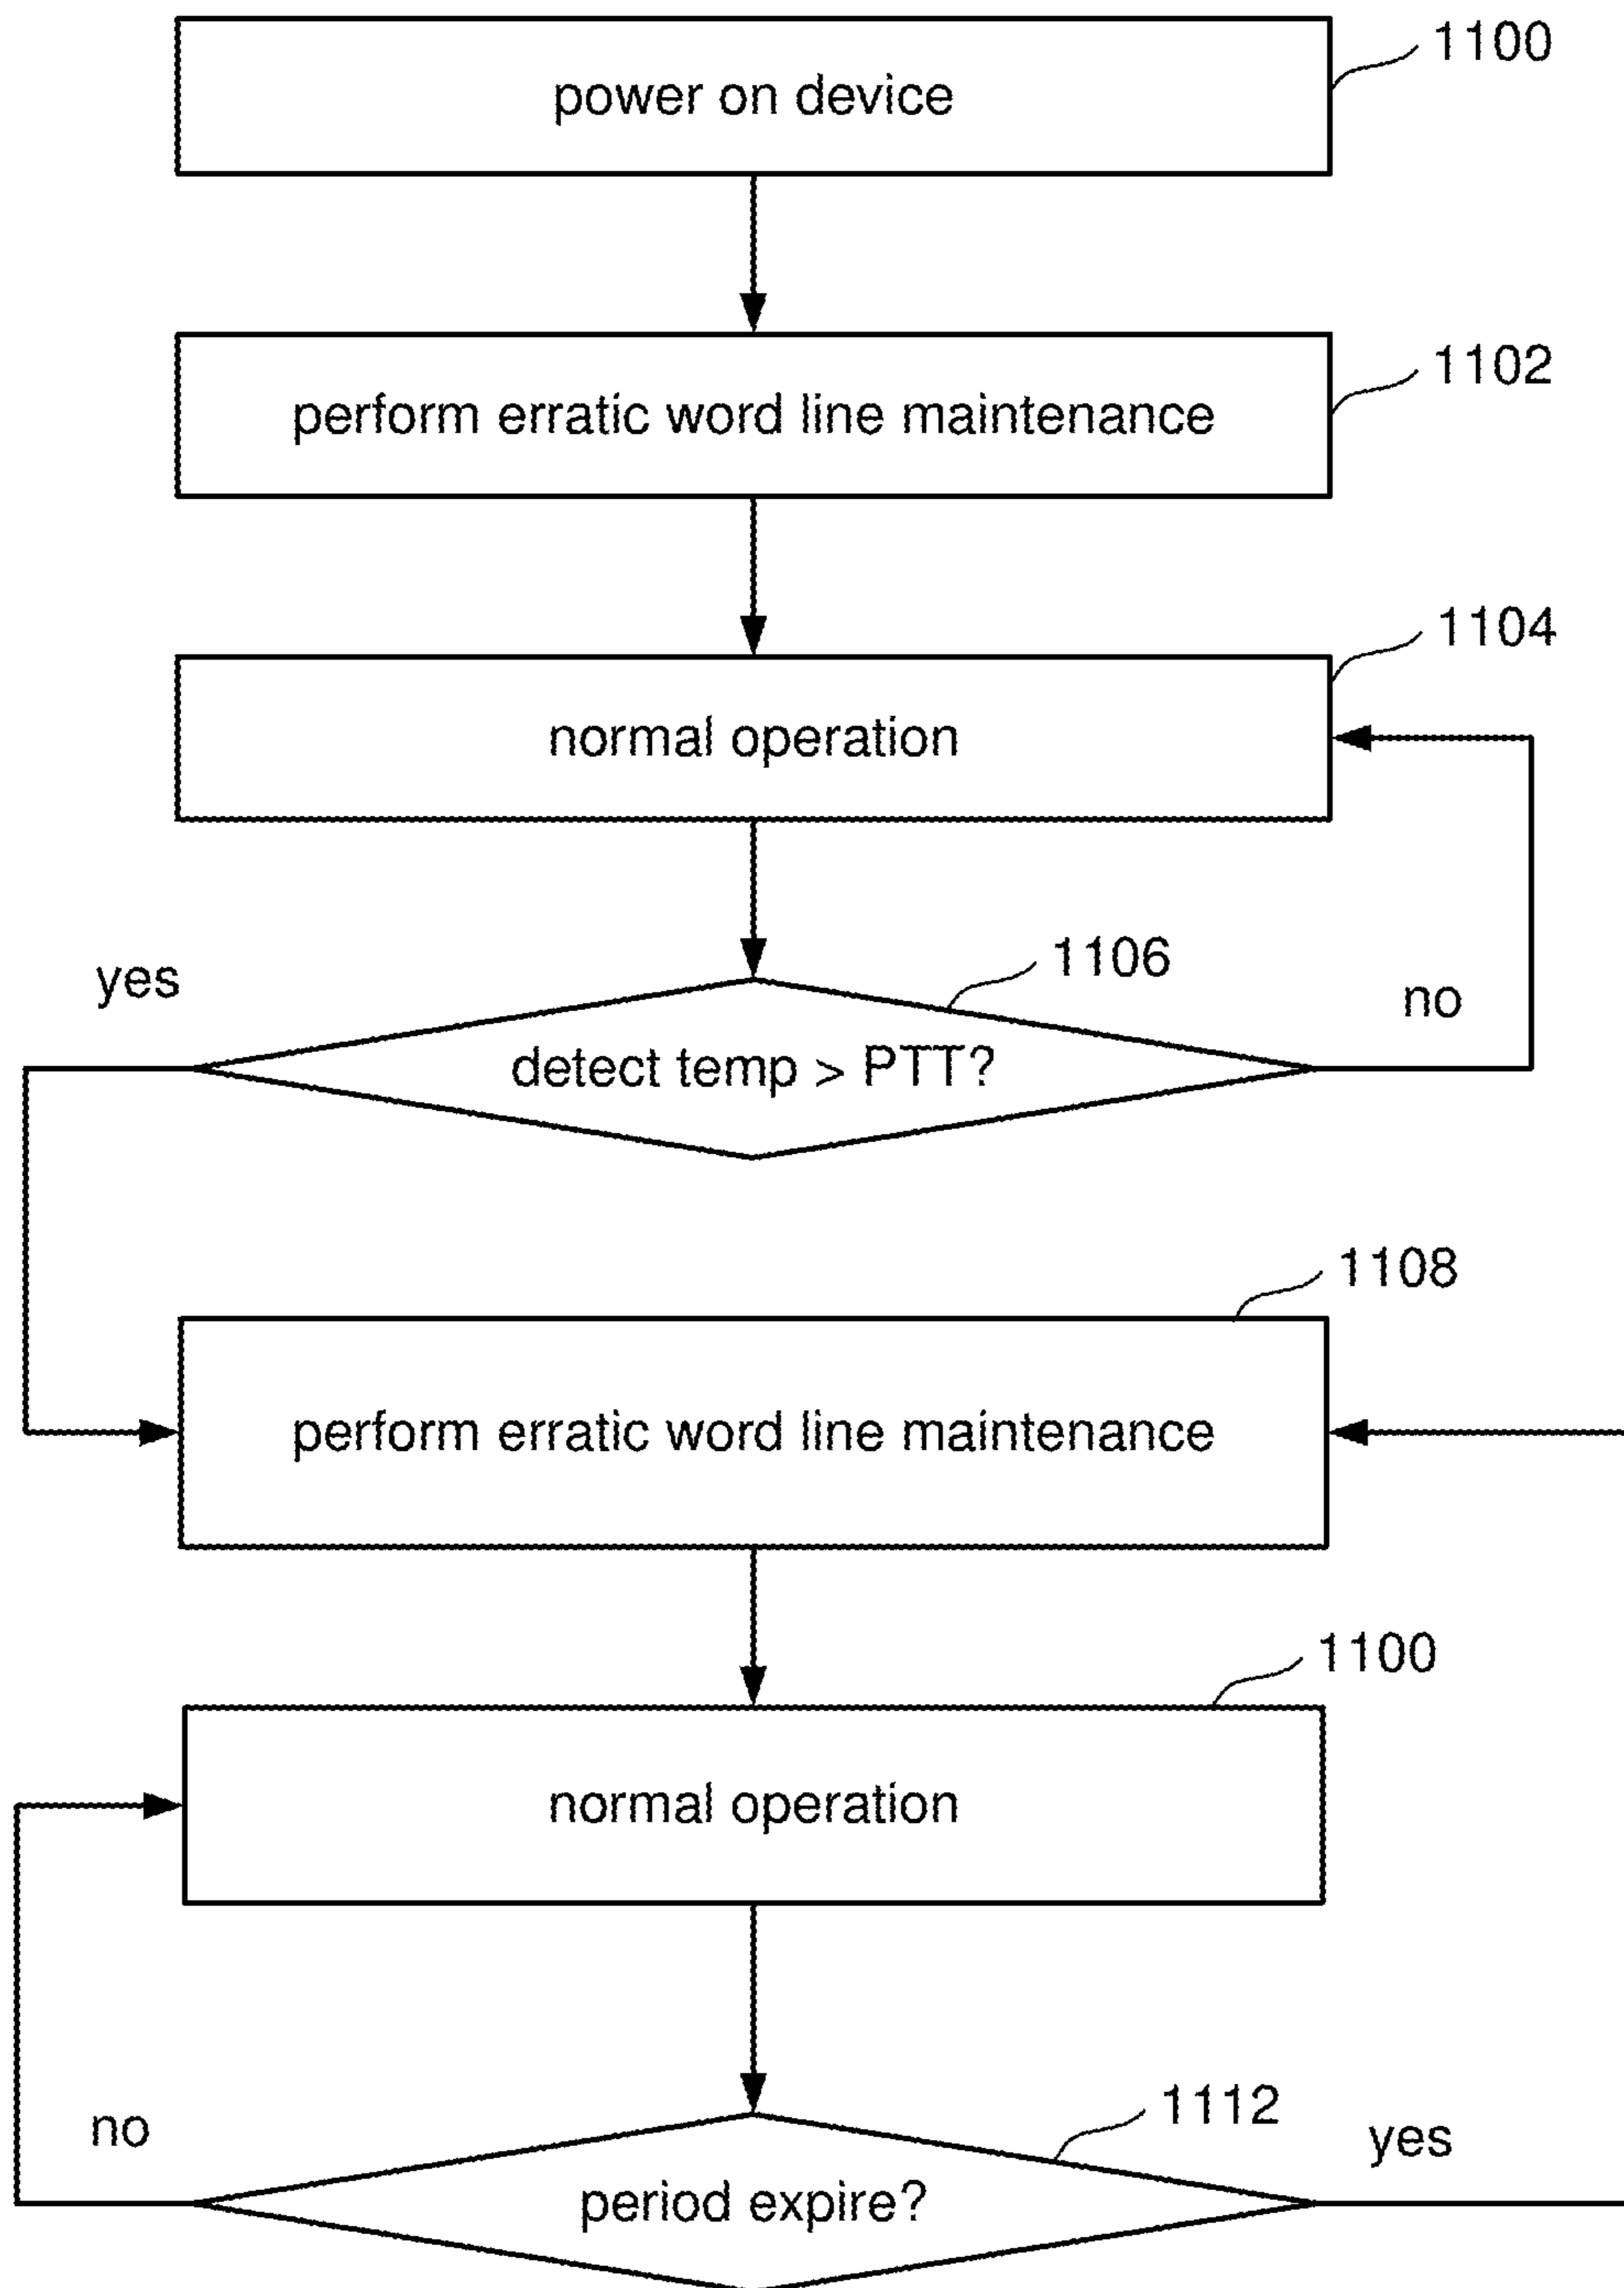 power on device
1100
perform erratic word line maintenance
1102
normal operation
1104
yes
detect temp > PTT?
1106
no
1108
perform erratic word line maintenance
1100
normal operation
no
period expire?
1112
yes